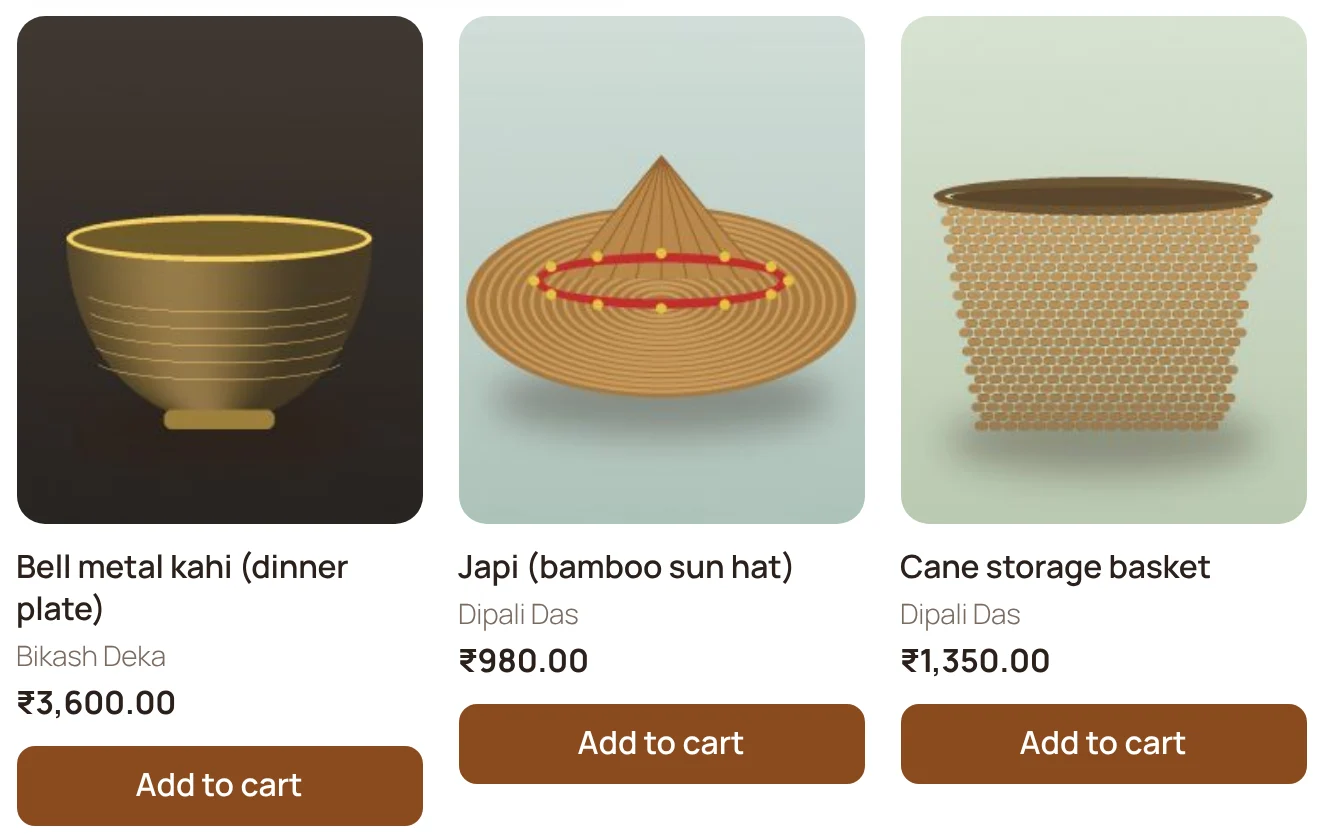 Bell metal kahi (dinner
plate)
Bikash Deka
₹3,600.00
Add to cart
Japi (bamboo sun hat)
Dipali Das
₹980.00
Add to cart
Cane storage basket
Dipali Das
₹1,350.00
Add to cart